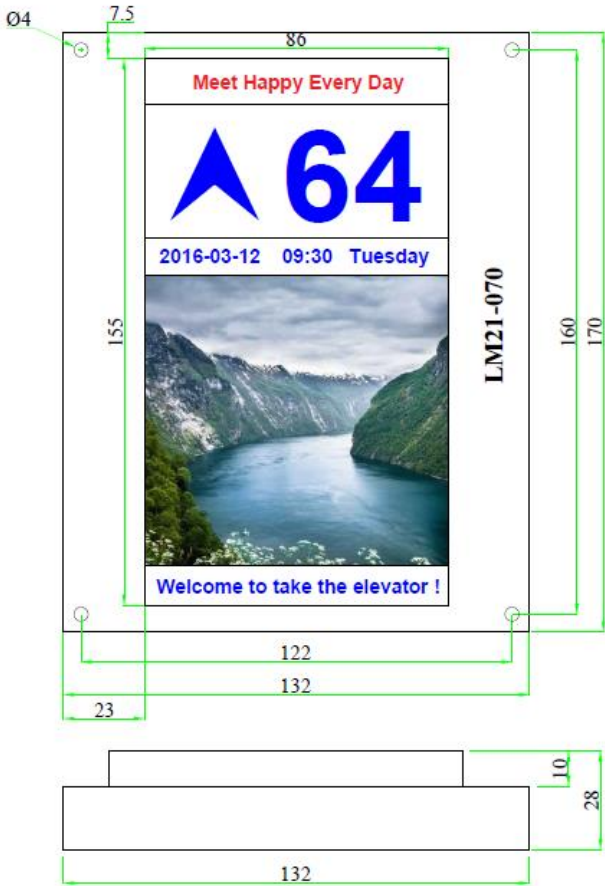 Ø4
7.5
86
Meet Happy Every Day
64
2016-03-12 09:30 Tuesday
155
LM21-070
160
170
Welcome to take the elevator !
122
132
23
10
28
132